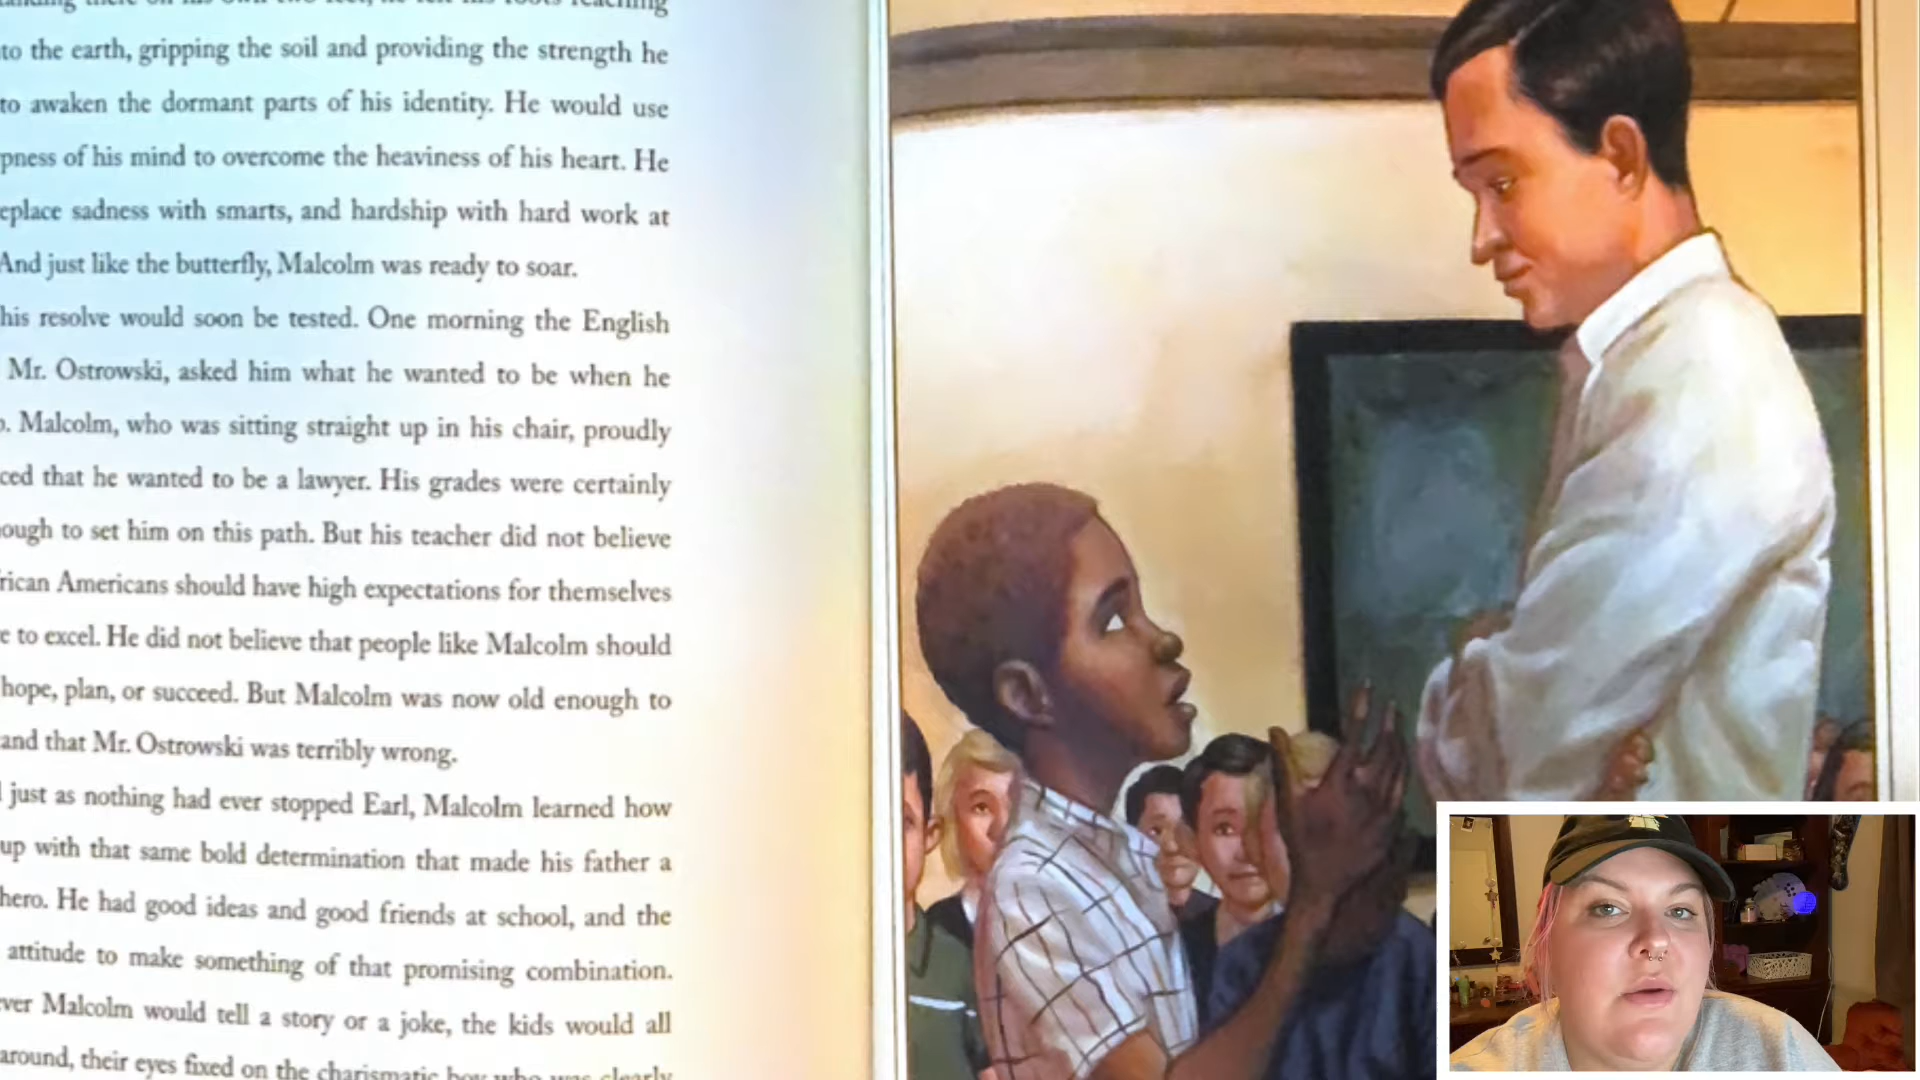 to the earth, gripping the soil and providing the strength he
to awaken the dormant parts of his identity. He would use
pness of his mind to overcome the heaviness of his heart. He
eplace sadness with smarts, and hardship with hard work at
And just like the butterfly, Malcolm was ready to soar.
his resolve would soon be tested. One morning the English
Mr. Ostrowski, asked him what he wanted to be when he
. Malcolm, who was sitting straight up in his chair, proudly
ced that he wanted to be a lawyer. His grades were certainly
ough to set him on this path. But his teacher did not believe
rican Americans should have high expectations for themselves
e to excel. He did not believe that people like Malcolm should
hope, plan, or succeed. But Malcolm was now old enough to
and that Mr. Ostrowski was terribly wrong.
just as nothing had ever stopped Earl, Malcolm learned how
up with that same bold determination that made his father a
hero. He had good ideas and good friends at school, and the
attitude to make something of that promising combination.
ver Malcolm would tell a story or a joke, the kids would all
around, their eyes fixed on the charismatic boy who was clearly